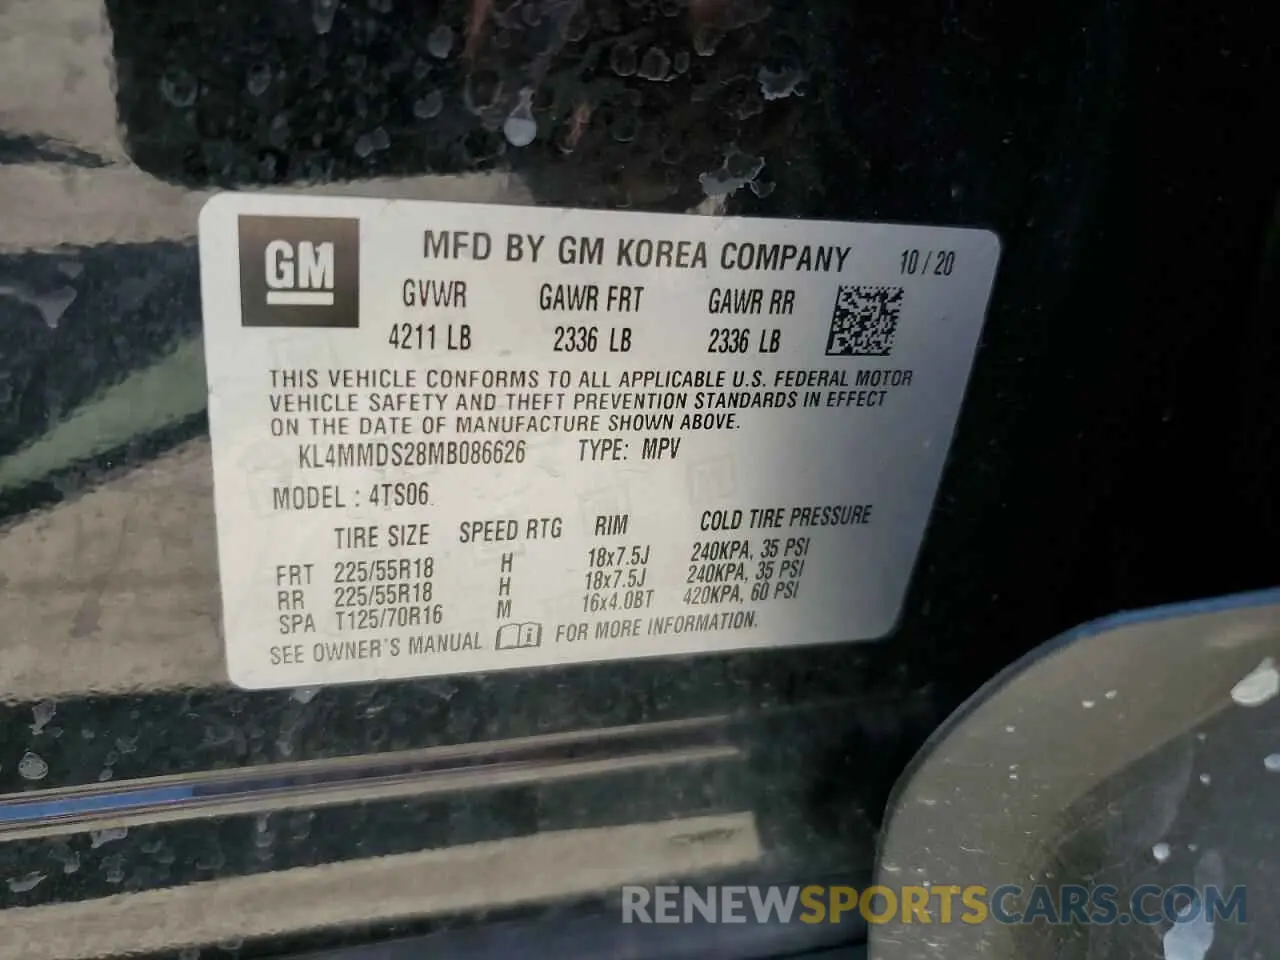 GM MFD BY GM KOREA COMPANY 10/20
GVWR GAWR FRT GAWR RR
4211 LB 2336 LB 2336 LB
THIS VEHICLE CONFORMS TO ALL APPLICABLE U.S. FEDERAL MOTOR
VEHICLE SAFETY AND THEFT PREVENTION STANDARDS IN EFFECT
ON THE DATE OF MANUFACTURE SHOWN ABOVE.
KL4MMDS28MB086626 TYPE: MPV
MODEL : 4TS06
TIRE SIZE SPEED RTG RIM COLD TIRE PRESSURE
FRT 225/55R18 H 18x7.5J 240KPA, 35 PSI
RR 225/55R18 H 18x7.5J 240KPA, 35 PSI
SPA T125/70R16 M 16x4.0BT 420KPA, 60 PSI
SEE OWNER'S MANUAL i FOR MORE INFORMATION.
RENEWSPORTSCARS.COM